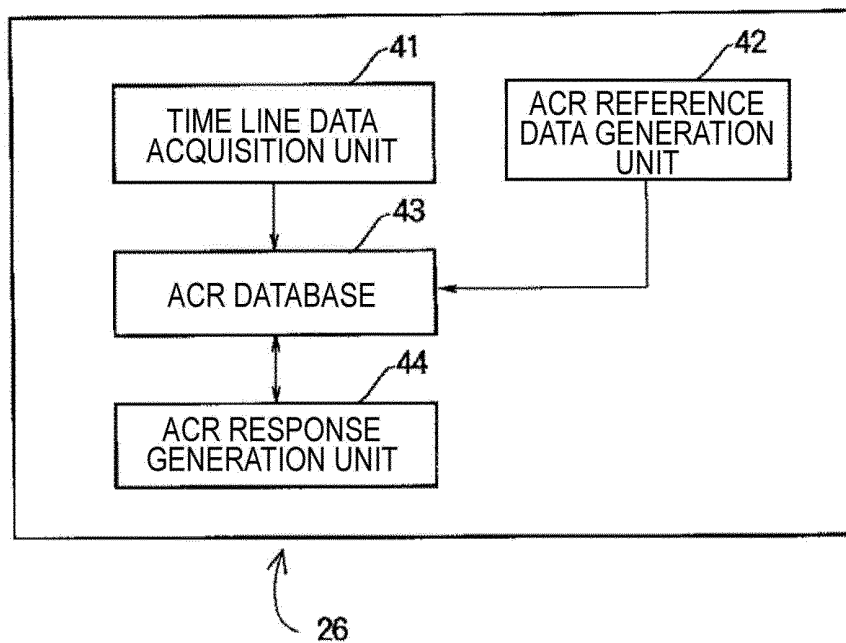 41
TIME LINE DATA
ACQUISITION UNIT
42
ACR REFERENCE
DATA GENERATION
UNIT
43
ACR DATABASE
44
ACR RESPONSE
GENERATION UNIT
26